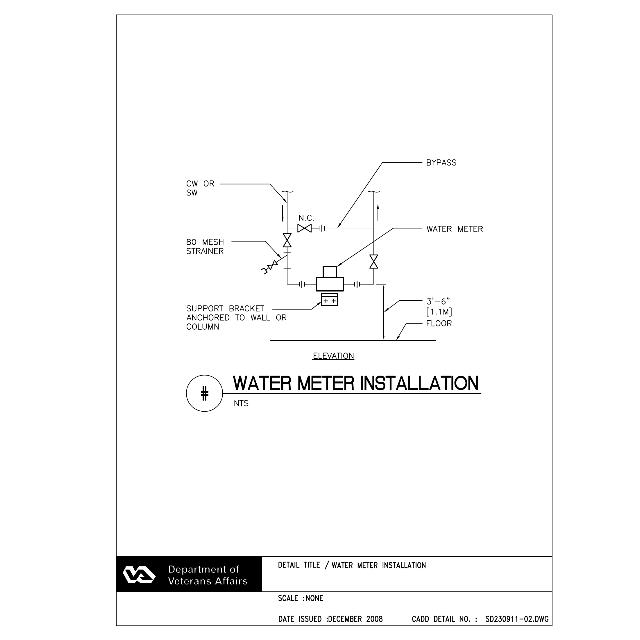 BYPASS
CW OR
SW
N.C.
WATER METER
80 MESH
STRAINER
3'-6"
[1.1M]
SUPPORT BRACKET
ANCHORED TO WALL OR
COLUMN
FLOOR
ELEVATION
# WATER METER INSTALLATION
NTS
VA Department of
Veterans Affairs
DETAIL TITLE / WATER METER INSTALLATION
SCALE :NONE
DATE ISSUED :DECEMBER 2008 CADD DETAIL NO. : SD230911-02.DWG